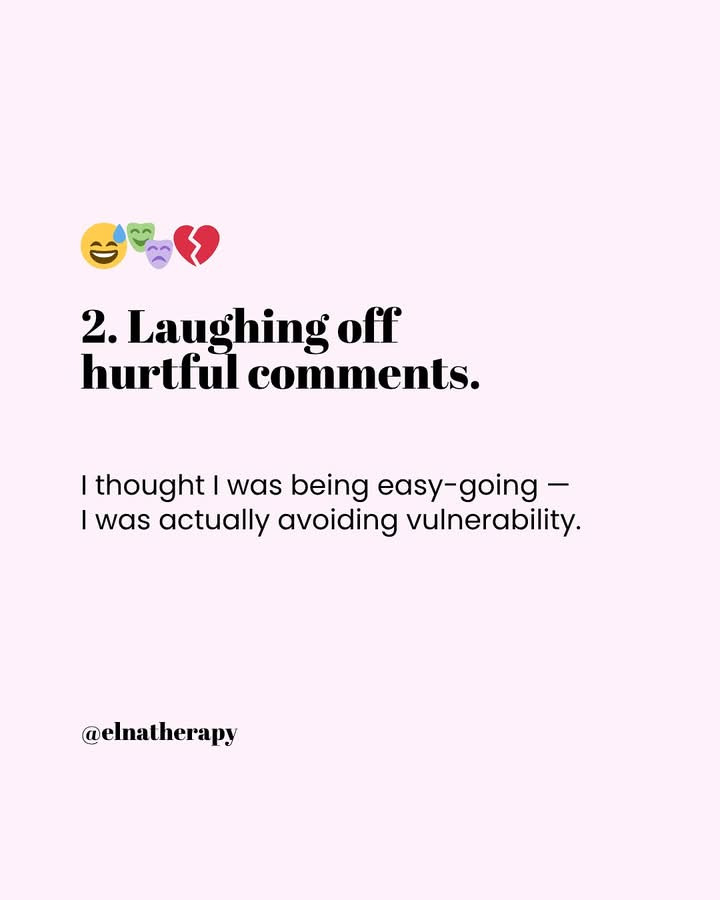 😅🎭💔
2. Laughing off
hurtful comments.
I thought I was being easy-going —
I was actually avoiding vulnerability.
@elnatherapy